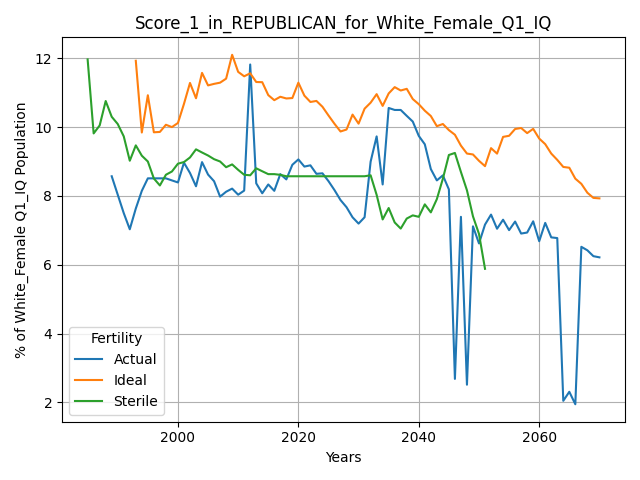 Score_1_in_REPUBLICAN_for_White_Female_Q1_IQ
% of White_Female Q1_IQ Population
12
10
8
6
4
2
Fertility
Actual
Ideal
Sterile
2000 2020 2040 2060
Years